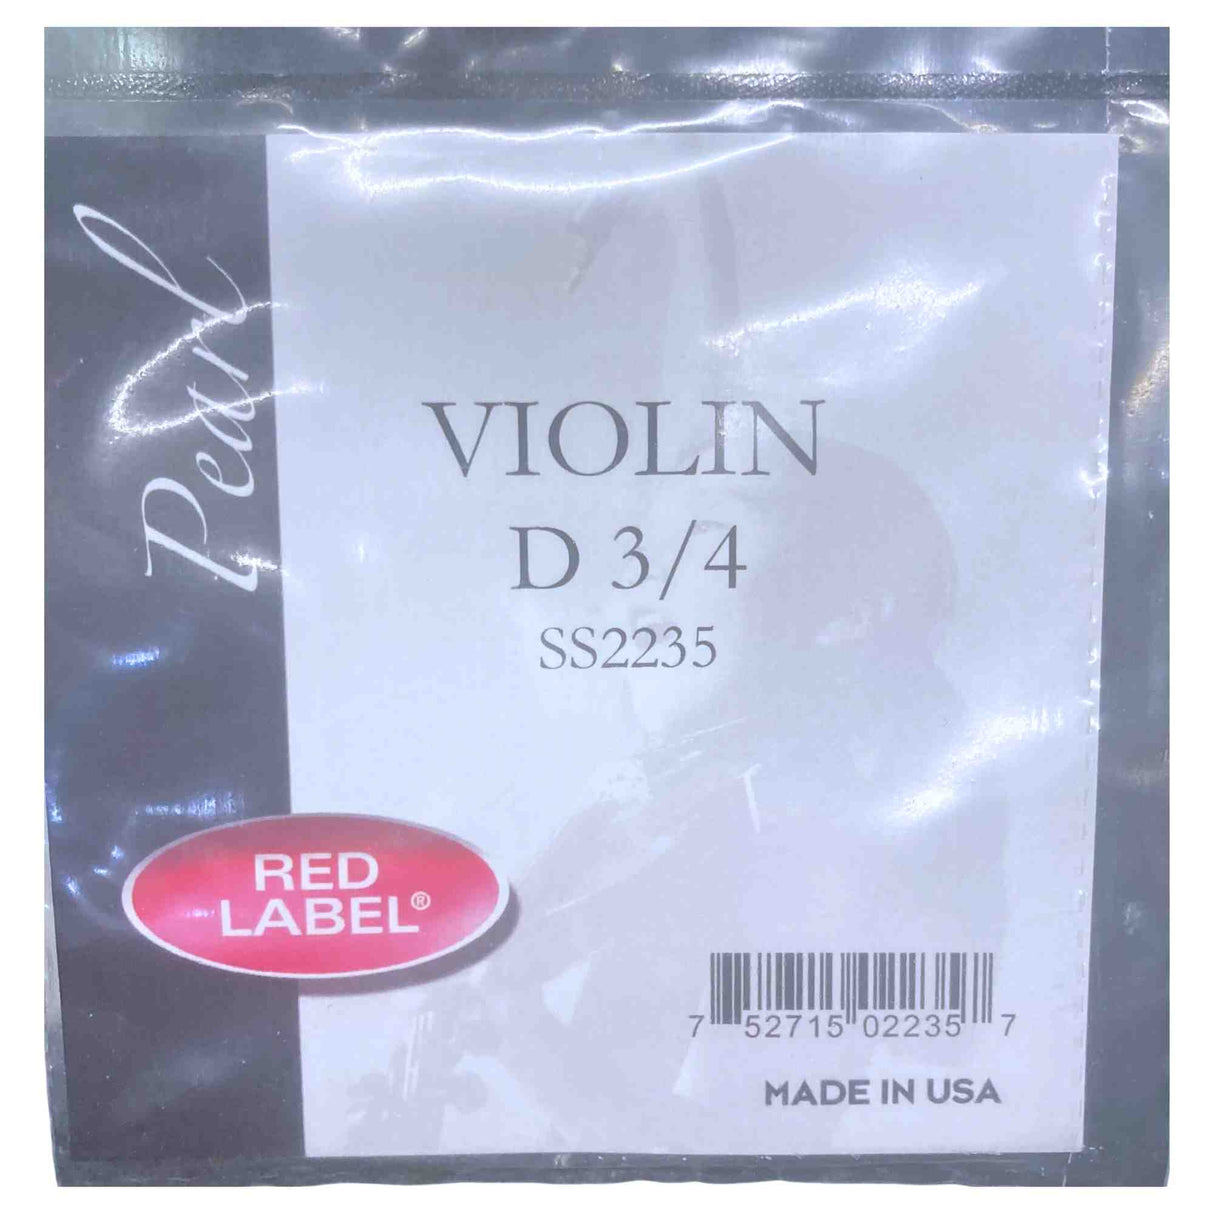 Pearl
VIOLIN
D 3/4
SS2235
RED
LABEL®
7 52715 02235 7
MADE IN USA